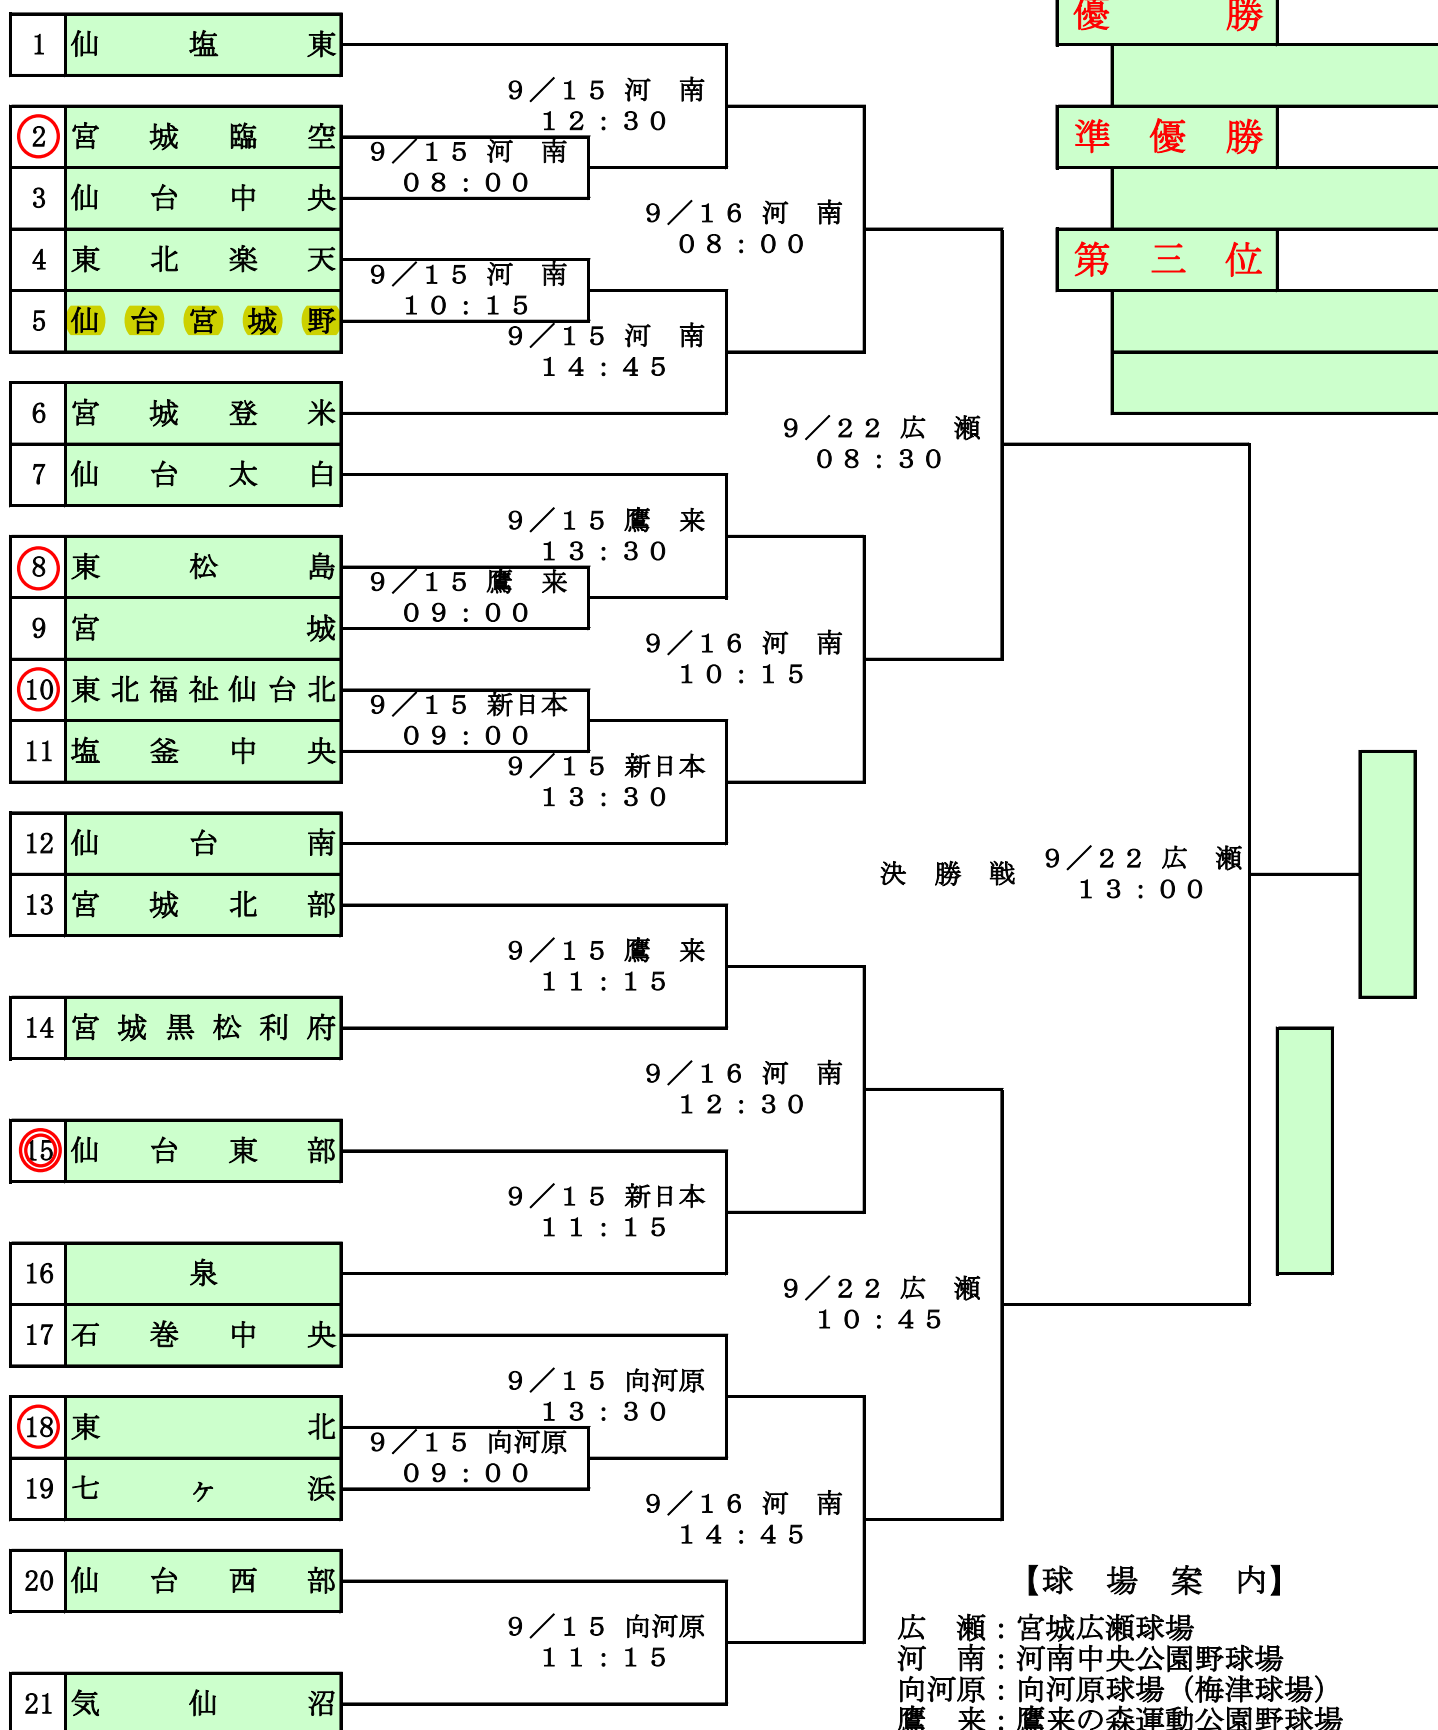 1 仙塩東
2 宮城臨空
3 仙台中央
4 東北楽天
5 仙台宮城野
6 宮城登米
7 仙台太白
8 東松島
9 宮城
10 東北福祉仙台北
11 塩釜中央
12 仙台南
13 宮城北部
14 宮城黒松利府
15 仙台東部
16 泉
17 石巻中央
18 東北
19 七ヶ浜
20 仙台西部
21 気仙沼
9／15 河 南
08：00
9／15 河 南
10：15
9／15 鷹 来
09：00
9／15 新日本
09：00
9／15 向河原
09：00
9／15 河 南
12：30
9／15 河 南
14：45
9／15 鷹 来
13：30
9／15 新日本
13：30
9／15 鷹 来
11：15
9／15 新日本
11：15
9／15 向河原
13：30
9／15 向河原
11：15
9／16 河 南
08：00
9／16 河 南
10：15
9／16 河 南
12：30
9／16 河 南
14：45
9／22 広 瀬
08：30
9／22 広 瀬
10：45
決 勝 戦 9／22 広 瀬
13：00
優勝
準優勝
第三位
【球 場 案 内】
広 瀬：宮城広瀬球場
河 南：河南中央公園野球場
向河原：向河原球場（梅津球場）
鷹 来：鷹来の森運動公園野球場